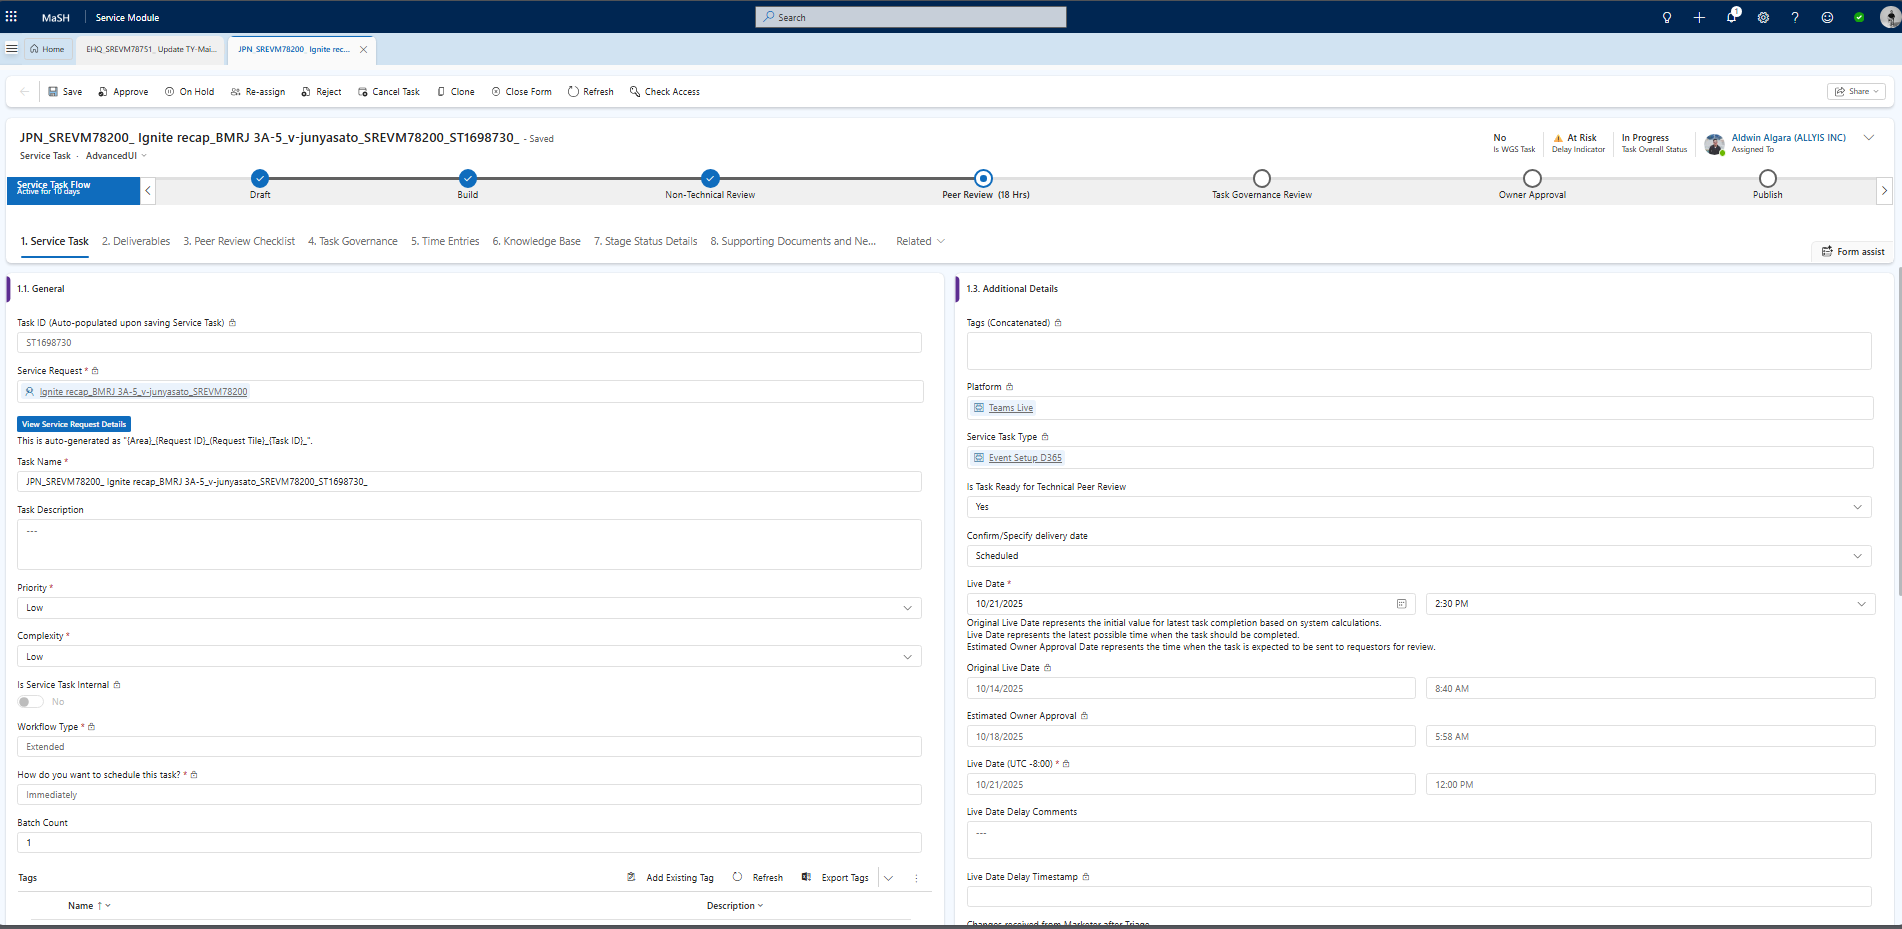 MaSH
Service Module
Search
1
Home
EHQ_SREVM78751_ Update TY-Mai...
JPN_SREVM78200_ Ignite rec...
Save
Approve
On Hold
Re-assign
Reject
Cancel Task
Clone
Close Form
Refresh
Check Access
Share
JPN_SREVM78200_ Ignite recap_BMRJ 3A-5_v-junyasato_SREVM78200_ST1698730_ - Saved
Service Task · AdvancedUI
No
Is WGS Task
At Risk
Delay Indicator
In Progress
Task Overall Status
Aldwin Algara (ALLYIS INC)
Assigned To
Service Task Flow
Active for 10 days
Draft
Build
Non-Technical Review
Peer Review (18 Hrs)
Task Governance Review
Owner Approval
Publish
1. Service Task
2. Deliverables
3. Peer Review Checklist
4. Task Governance
5. Time Entries
6. Knowledge Base
7. Stage Status Details
8. Supporting Documents and Ne...
Related
Form assist
1.1. General
Task ID (Auto-populated upon saving Service Task)
ST1698730
Service Request *
Ignite recap_BMRJ 3A-5_v-junyasato_SREVM78200
View Service Request Details
This is auto-generated as "{Area}_{Request ID}_{Request Tile}_{Task ID}_".
Task Name *
JPN_SREVM78200_ Ignite recap_BMRJ 3A-5_v-junyasato_SREVM78200_ST1698730_
Task Description
---
Priority *
Low
Complexity *
Low
Is Service Task Internal
No
Workflow Type *
Extended
How do you want to schedule this task? *
Immediately
Batch Count
1
Tags
Add Existing Tag
Refresh
Export Tags
Name ↑
Description
1.3. Additional Details
Tags (Concatenated)
Platform
Teams Live
Service Task Type
Event Setup D365
Is Task Ready for Technical Peer Review
Yes
Confirm/Specify delivery date
Scheduled
Live Date *
10/21/2025
2:30 PM
Original Live Date represents the initial value for latest task completion based on system calculations.
Live Date represents the latest possible time when the task should be completed.
Estimated Owner Approval Date represents the time when the task is expected to be sent to requestors for review.
Original Live Date
10/14/2025
8:40 AM
Estimated Owner Approval
10/18/2025
5:58 AM
Live Date (UTC -8:00) *
10/21/2025
12:00 PM
Live Date Delay Comments
---
Live Date Delay Timestamp
Changes received from Marketer after Triage